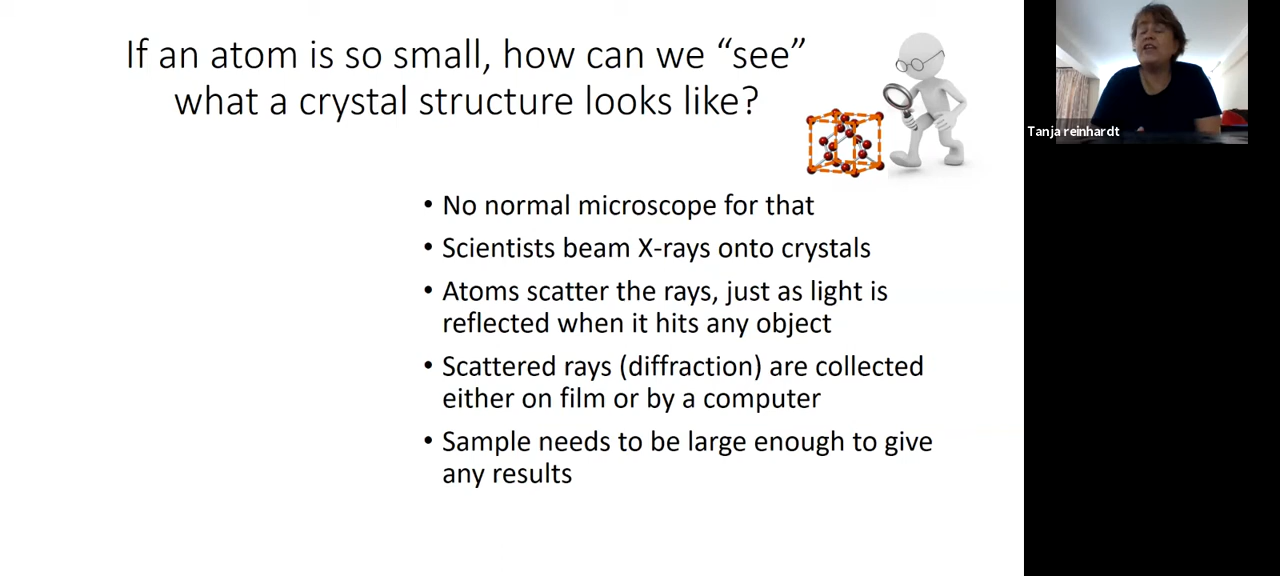 If an atom is so small, how can we “see”
what a crystal structure looks like?
• No normal microscope for that
• Scientists beam X-rays onto crystals
• Atoms scatter the rays, just as light is
reflected when it hits any object
• Scattered rays (diffraction) are collected
either on film or by a computer
• Sample needs to be large enough to give
any results
Tanja reinhardt